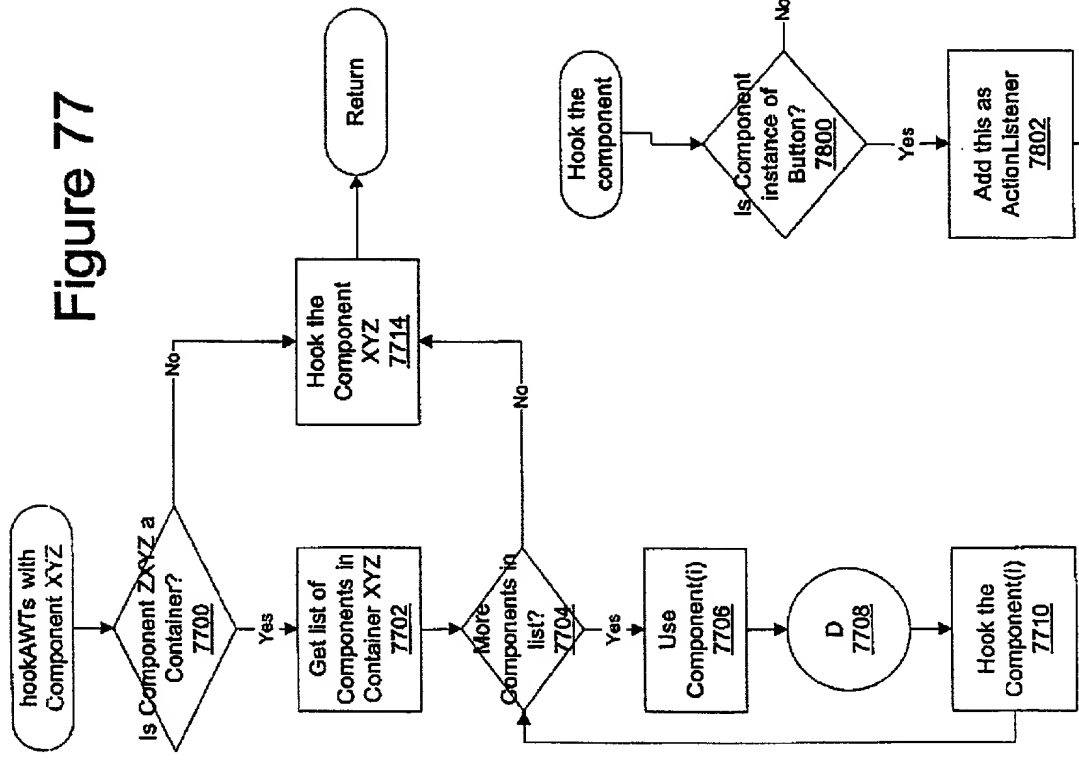 Figure 77
hookAWTs with
Component XYZ
Is Component ZXYZ a
Container?
7700
No
Yes
Get list of
Components in
Container XYZ
7702
More
Components in
list?
7704
No
Yes
Use
Component(i)
7706
D
7708
Hook the
Component(i)
7710
Hook the
Component
XYZ
7714
Return
Hook the
component
Is Component
instance of
Button?
7800
No
Yes
Add this as
ActionListener
7802